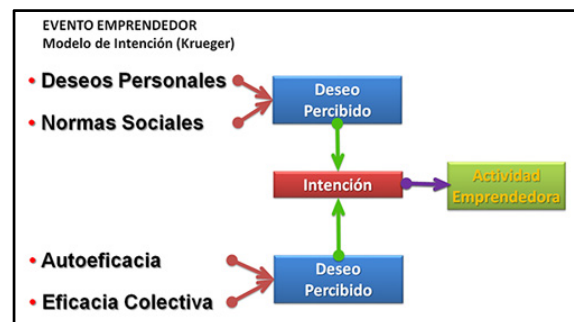 EVENTO EMPRENDEDOR
Modelo de Intención (Krueger)
• Deseos Personales
• Normas Sociales
Deseo
Percibido
Intención
Actividad
Emprendedora
• Autoeficacia
• Eficacia Colectiva
Deseo
Percibido